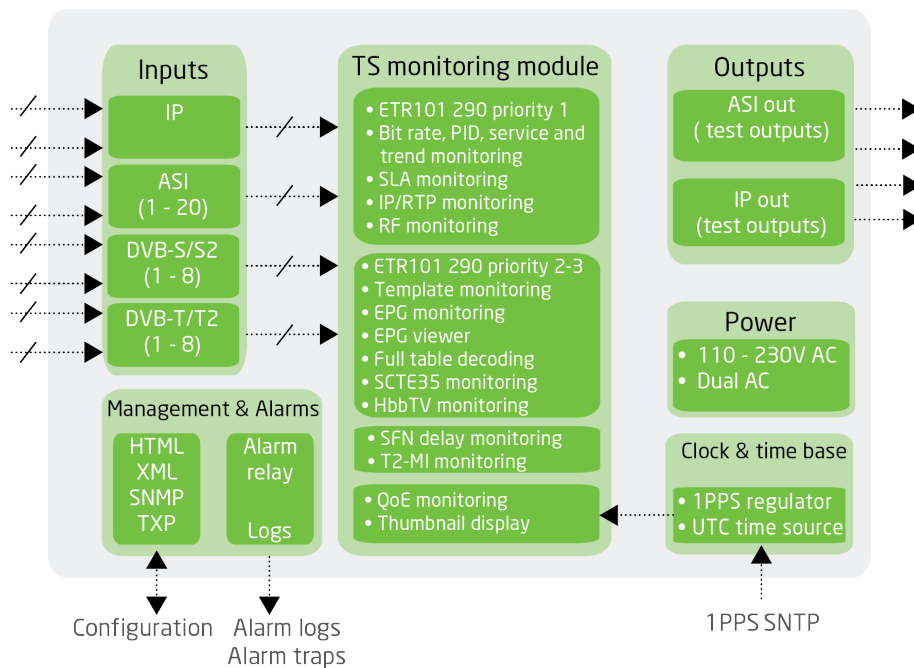 Inputs
IP
ASI
(1 - 20)
DVB-S/S2
(1 - 8)
DVB-T/T2
(1 - 8)
Management & Alarms
HTML
XML
SNMP
TXP
Alarm
relay
Logs
Configuration
Alarm logs
Alarm traps
TS monitoring module
• ETR101 290 priority 1
• Bit rate, PID, service and
trend monitoring
• SLA monitoring
• IP/RTP monitoring
• RF monitoring
• ETR101 290 priority 2-3
• Template monitoring
• EPG monitoring
• EPG viewer
• Full table decoding
• SCTE35 monitoring
• HbbTV monitoring
• SFN delay monitoring
• T2-MI monitoring
• QoE monitoring
• Thumbnail display
Outputs
ASI out
( test outputs)
IP out
(test outputs)
Power
• 110 - 230V AC
• Dual AC
Clock & time base
• 1PPS regulator
• UTC time source
1PPS SNTP